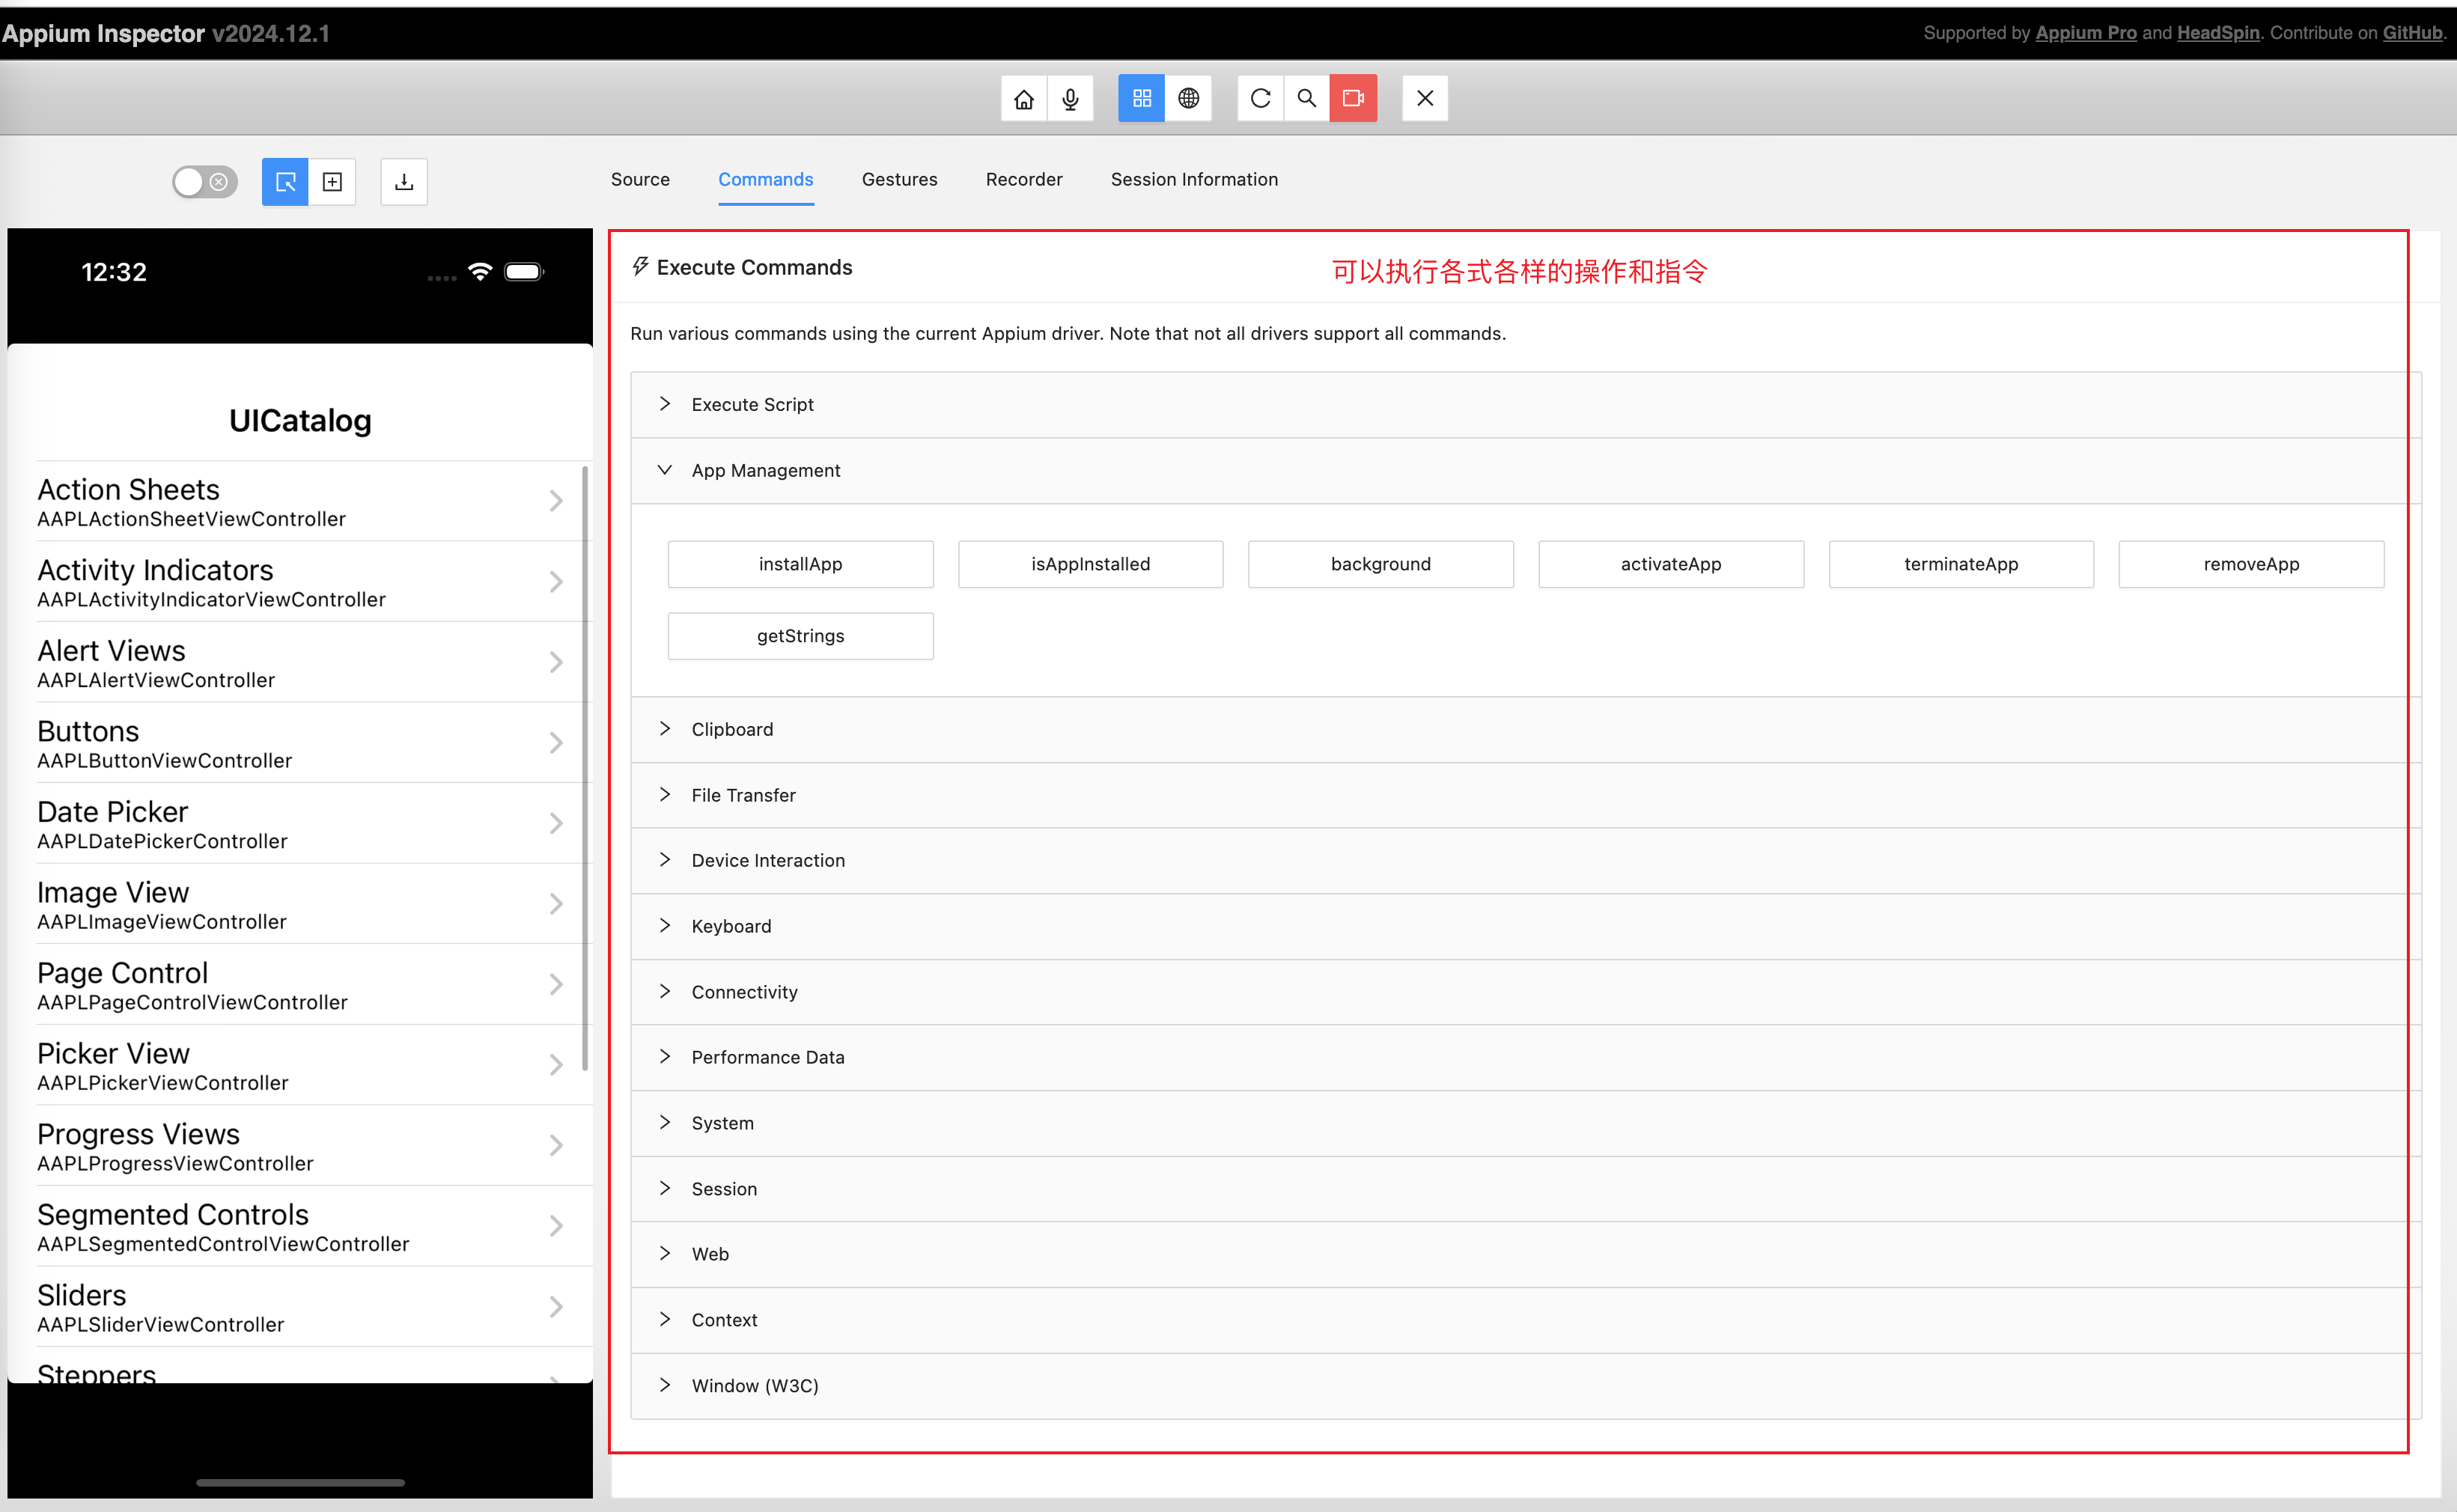 Appium Inspector v2024.12.1
Supported by Appium Pro and HeadSpin. Contribute on GitHub.
Source Commands Gestures Recorder Session Information
12:32
UICatalog
Action Sheets
AAPLActionSheetViewController
Activity Indicators
AAPLActivityIndicatorViewController
Alert Views
AAPLAlertViewController
Buttons
AAPLButtonViewController
Date Picker
AAPLDatePickerController
Image View
AAPLImageViewController
Page Control
AAPLPageControlViewController
Picker View
AAPLPickerViewController
Progress Views
AAPLProgressViewController
Segmented Controls
AAPLSegmentedControlViewController
Sliders
AAPLSliderViewController
Steppers
Execute Commands
可以执行各式各样的操作和指令
Run various commands using the current Appium driver. Note that not all drivers support all commands.
Execute Script
App Management
installApp isAppInstalled background activateApp terminateApp removeApp
getStrings
Clipboard
File Transfer
Device Interaction
Keyboard
Connectivity
Performance Data
System
Session
Web
Context
Window (W3C)